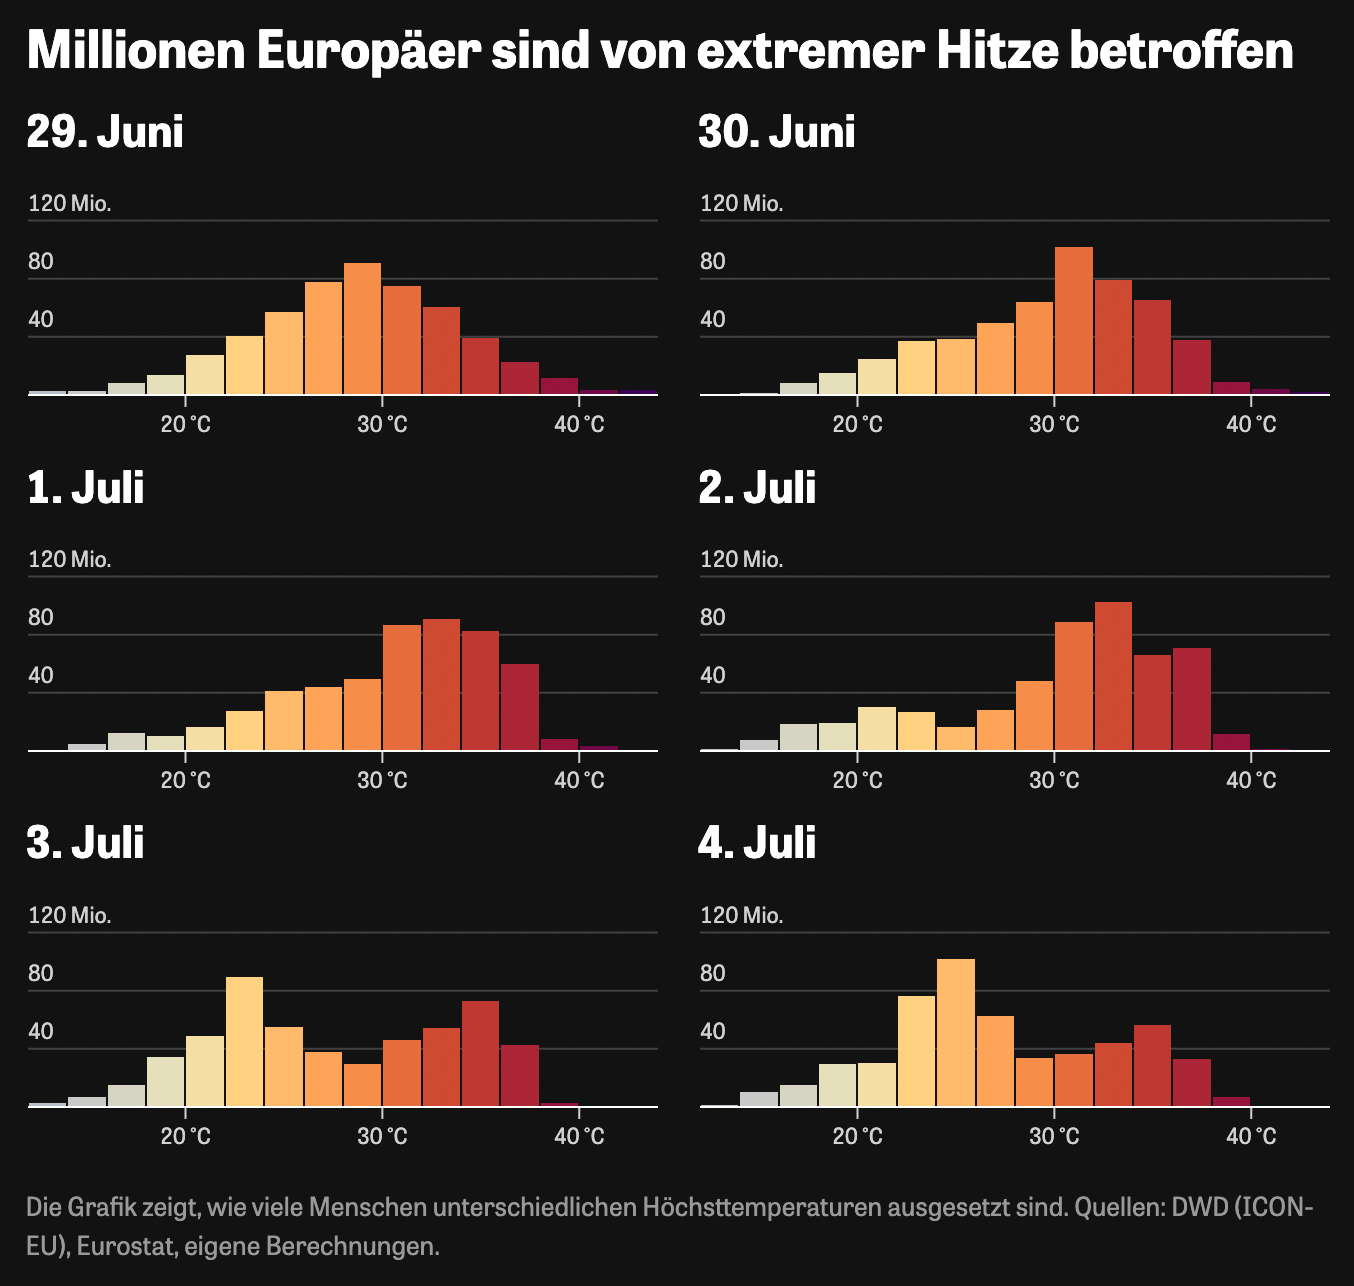 Millionen Europäer sind von extremer Hitze betroffen
29. Juni
120 Mio.
80
40
20 °C
30 °C
40 °C
30. Juni
120 Mio.
80
40
20 °C
30 °C
40 °C
1. Juli
120 Mio.
80
40
20 °C
30 °C
40 °C
2. Juli
120 Mio.
80
40
20 °C
30 °C
40 °C
3. Juli
120 Mio.
80
40
20 °C
30 °C
40 °C
4. Juli
120 Mio.
80
40
20 °C
30 °C
40 °C
Die Grafik zeigt, wie viele Menschen unterschiedlichen Höchsttemperaturen ausgesetzt sind. Quellen: DWD (ICON-
EU), Eurostat, eigene Berechnungen.